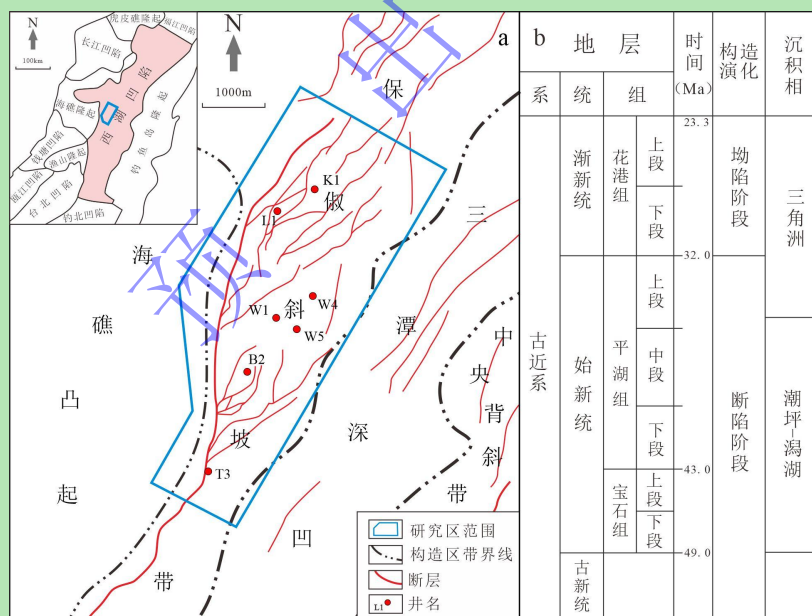 N
100km
虎皮礁隆起
福江凹陷
长江凹陷
海礁隆起
西湖凹陷
钓鱼岛隆起
钱塘凹陷
渔山隆起
瓯江凹陷
台北凹陷
钓北凹陷
N
1000m
a
保俶斜坡带
海礁凸起
三潭深凹
中央背斜带
K1
L1
W4
W1
W5
B2
T3
研究区范围
构造区带界线
断层
L1 井名
b
地层
时间(Ma)
构造演化
沉积相
系 统 组
古近系
渐新统
始新统
古新统
花港组
上段
下段
平湖组
上段
中段
下段
宝石组
上段
下段
23.3
32.0
43.0
49.0
坳陷阶段
断陷阶段
三角洲
潮坪-潟湖